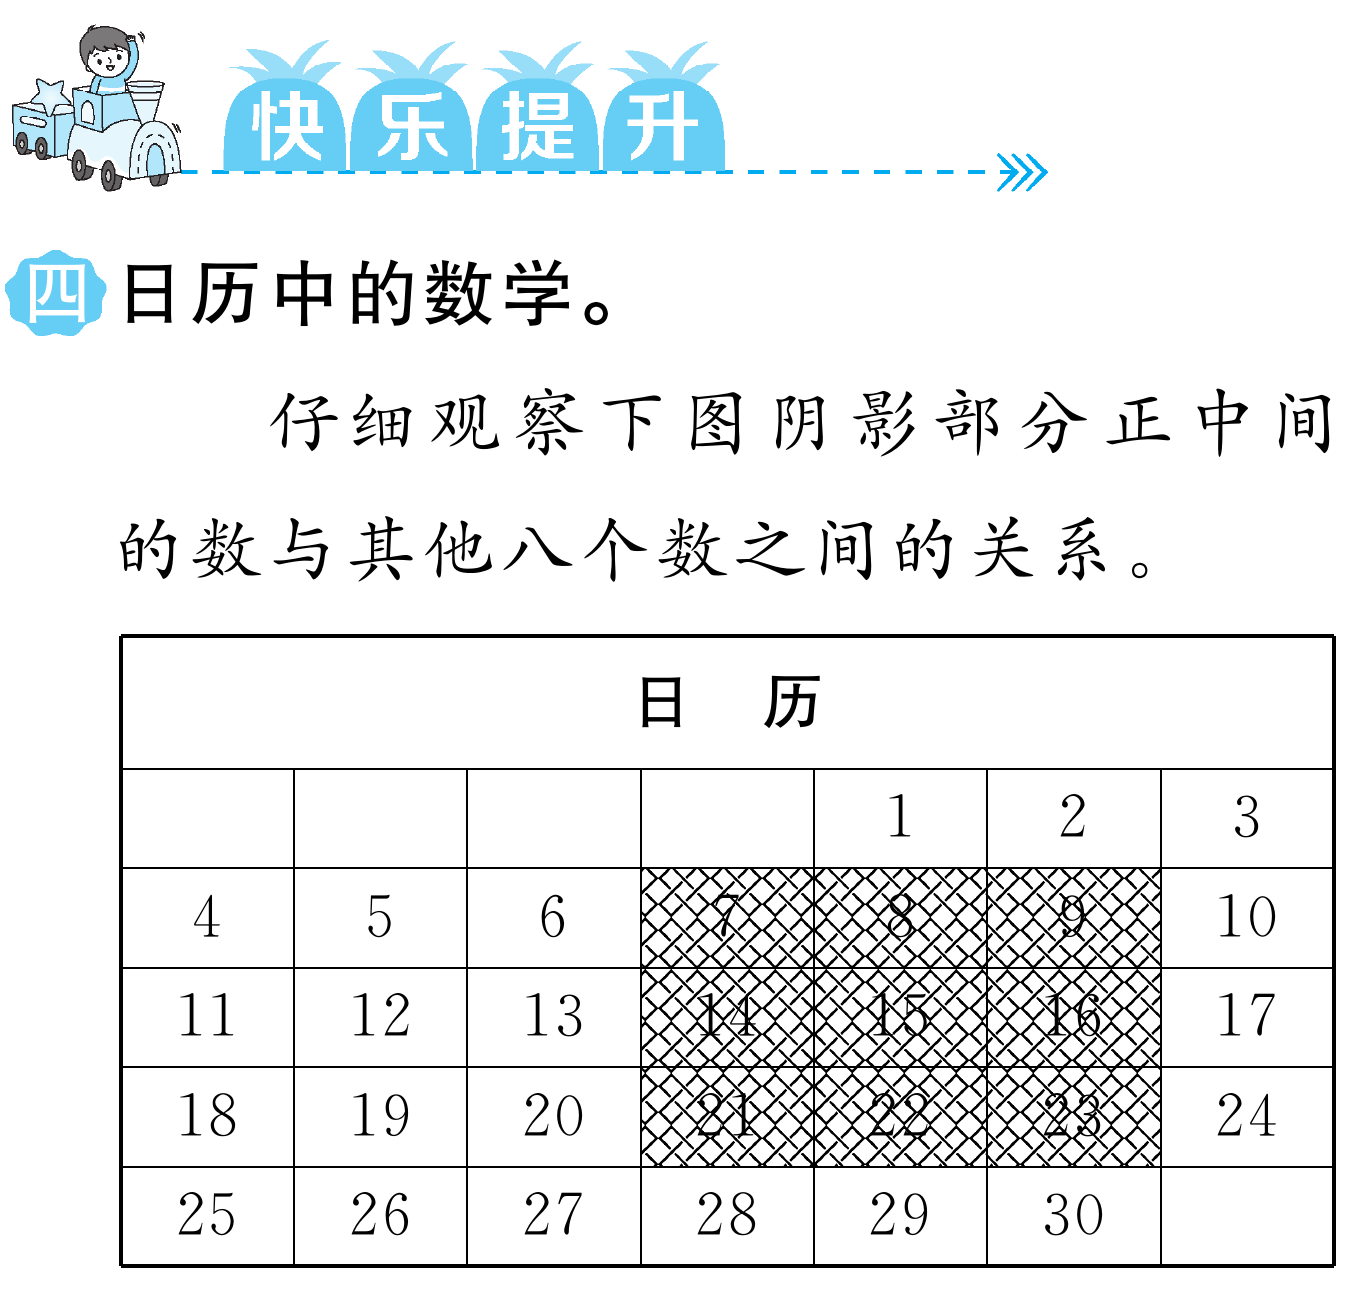 快乐提升
四 日历中的数学。
仔细观察下图阴影部分正中间
的数与其他八个数之间的关系。
日 历
1 2 3
4 5 6 7 8 9 10
11 12 13 14 15 16 17
18 19 20 21 22 23 24
25 26 27 28 29 30